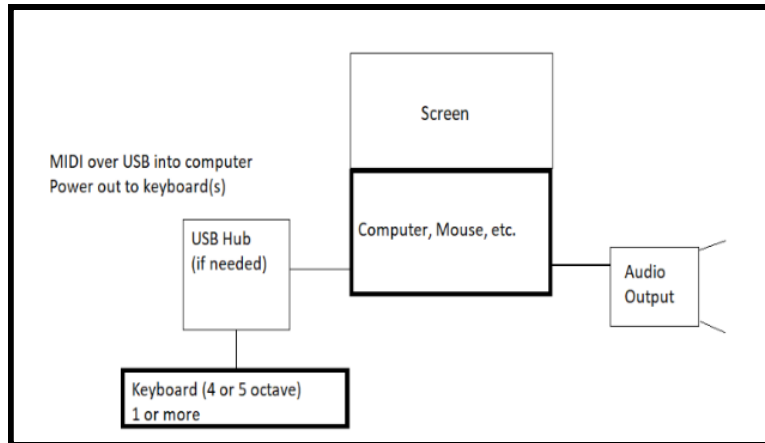 Screen
MIDI over USB into computer
Power out to keyboard(s)
Computer, Mouse, etc.
USB Hub
(if needed)
Audio
Output
Keyboard (4 or 5 octave)
1 or more